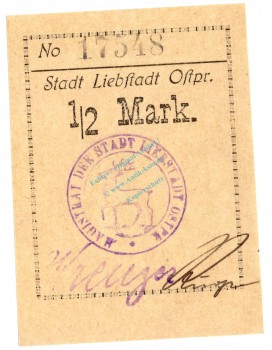 No 17548
Stadt Liebstadt Ostpr.
1/2 Mark.
MAGISTRAT DER STADT LIEBSTADT OSTPR.